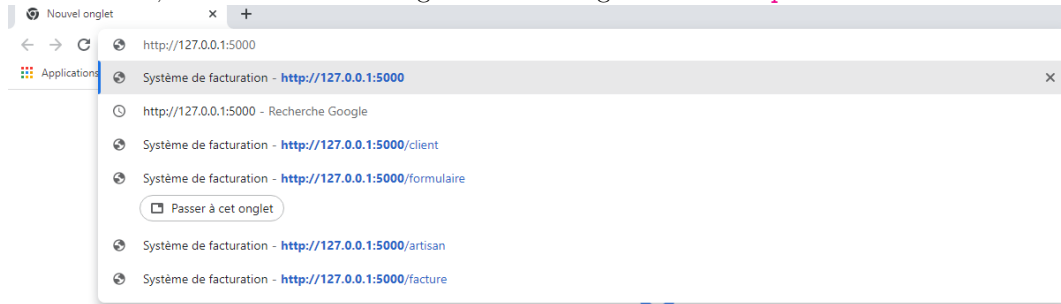 Nouvel onglet
http://127.0.0.1:5000
Applications
Système de facturation - http://127.0.0.1:5000
http://127.0.0.1:5000 - Recherche Google
Système de facturation - http://127.0.0.1:5000/client
Système de facturation - http://127.0.0.1:5000/formulaire
Passer à cet onglet
Système de facturation - http://127.0.0.1:5000/artisan
Système de facturation - http://127.0.0.1:5000/facture